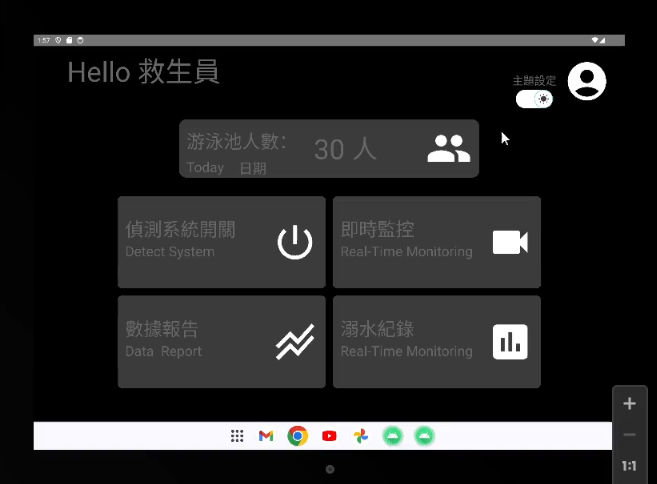 1:57
Hello 救生員
主題設定
游泳池人數:
30 人
Today 日期
偵測系統開關
Detect System
即時監控
Real-Time Monitoring
數據報告
Data Report
溺水紀錄
Real-Time Monitoring
1:1